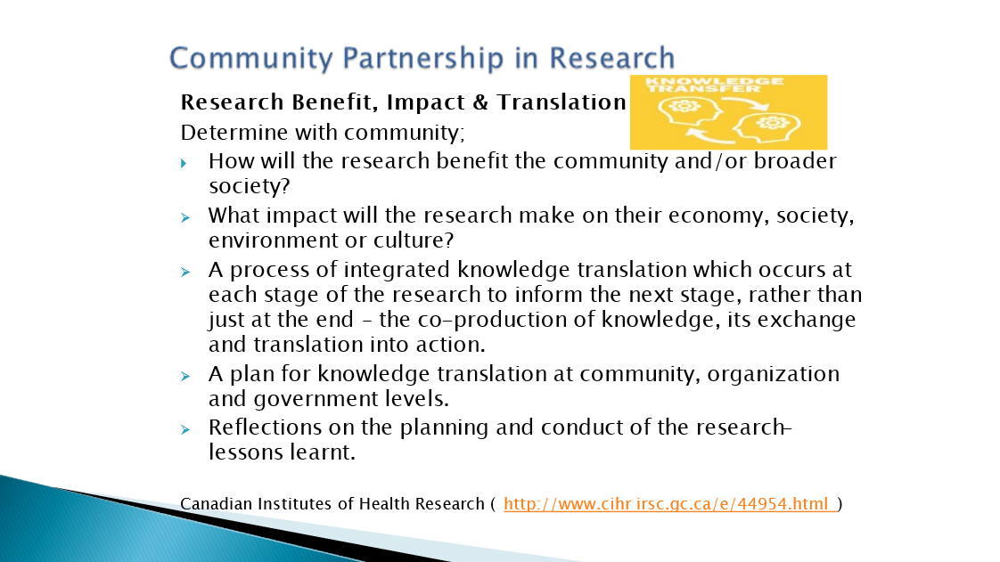 Community Partnership in Research
KNOWLEDGE
TRANSFER
Research Benefit, Impact & Translation
Determine with community;
How will the research benefit the community and/or broader
society?
What impact will the research make on their economy, society,
environment or culture?
A process of integrated knowledge translation which occurs at
each stage of the research to inform the next stage, rather than
just at the end – the co-production of knowledge, its exchange
and translation into action.
A plan for knowledge translation at community, organization
and government levels.
Reflections on the planning and conduct of the research–
lessons learnt.
Canadian Institutes of Health Research ( http://www.cihr irsc.gc.ca/e/44954.html )